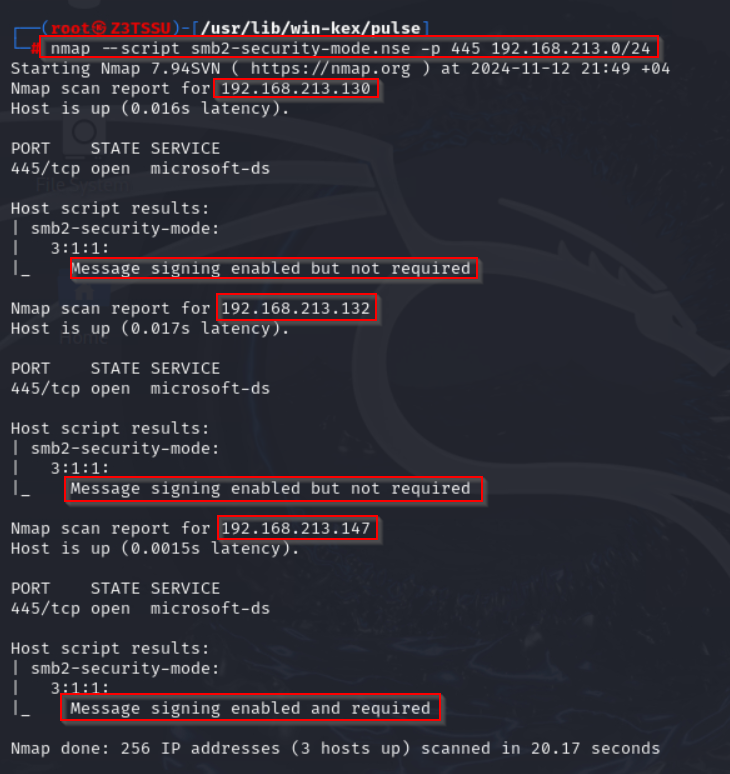 ┌──(root㉿Z3TSSU)-[/usr/lib/win-kex/pulse]
└─# nmap --script smb2-security-mode.nse -p 445 192.168.213.0/24
Starting Nmap 7.94SVN ( https://nmap.org ) at 2024-11-12 21:49 +04
Nmap scan report for 192.168.213.130
Host is up (0.016s latency).
PORT    STATE SERVICE
445/tcp open  microsoft-ds
Host script results:
| smb2-security-mode:
|   3:1:1:
|_    Message signing enabled but not required
Nmap scan report for 192.168.213.132
Host is up (0.017s latency).
Home
PORT    STATE SERVICE
445/tcp open  microsoft-ds
Host script results:
| smb2-security-mode:
|   3:1:1:
|_    Message signing enabled but not required
Nmap scan report for 192.168.213.147
Host is up (0.0015s latency).
PORT    STATE SERVICE
445/tcp open  microsoft-ds
Host script results:
| smb2-security-mode:
|   3:1:1:
|_    Message signing enabled and required
Nmap done: 256 IP addresses (3 hosts up) scanned in 20.17 seconds